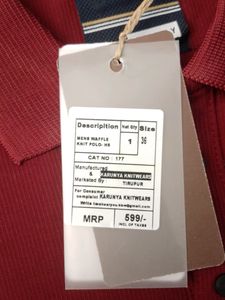 Descripition Net Qty Size
MENS WAFFLE
KNIT POLO- HS 1 36
CAT NO : 177
Manufactured
& KARUNYA KNITWEARS
Marketed By TIRUPUR
For Consumer
complaint KARUNYA KNITWEARS
MRP 599/-
INCL OF TAXES